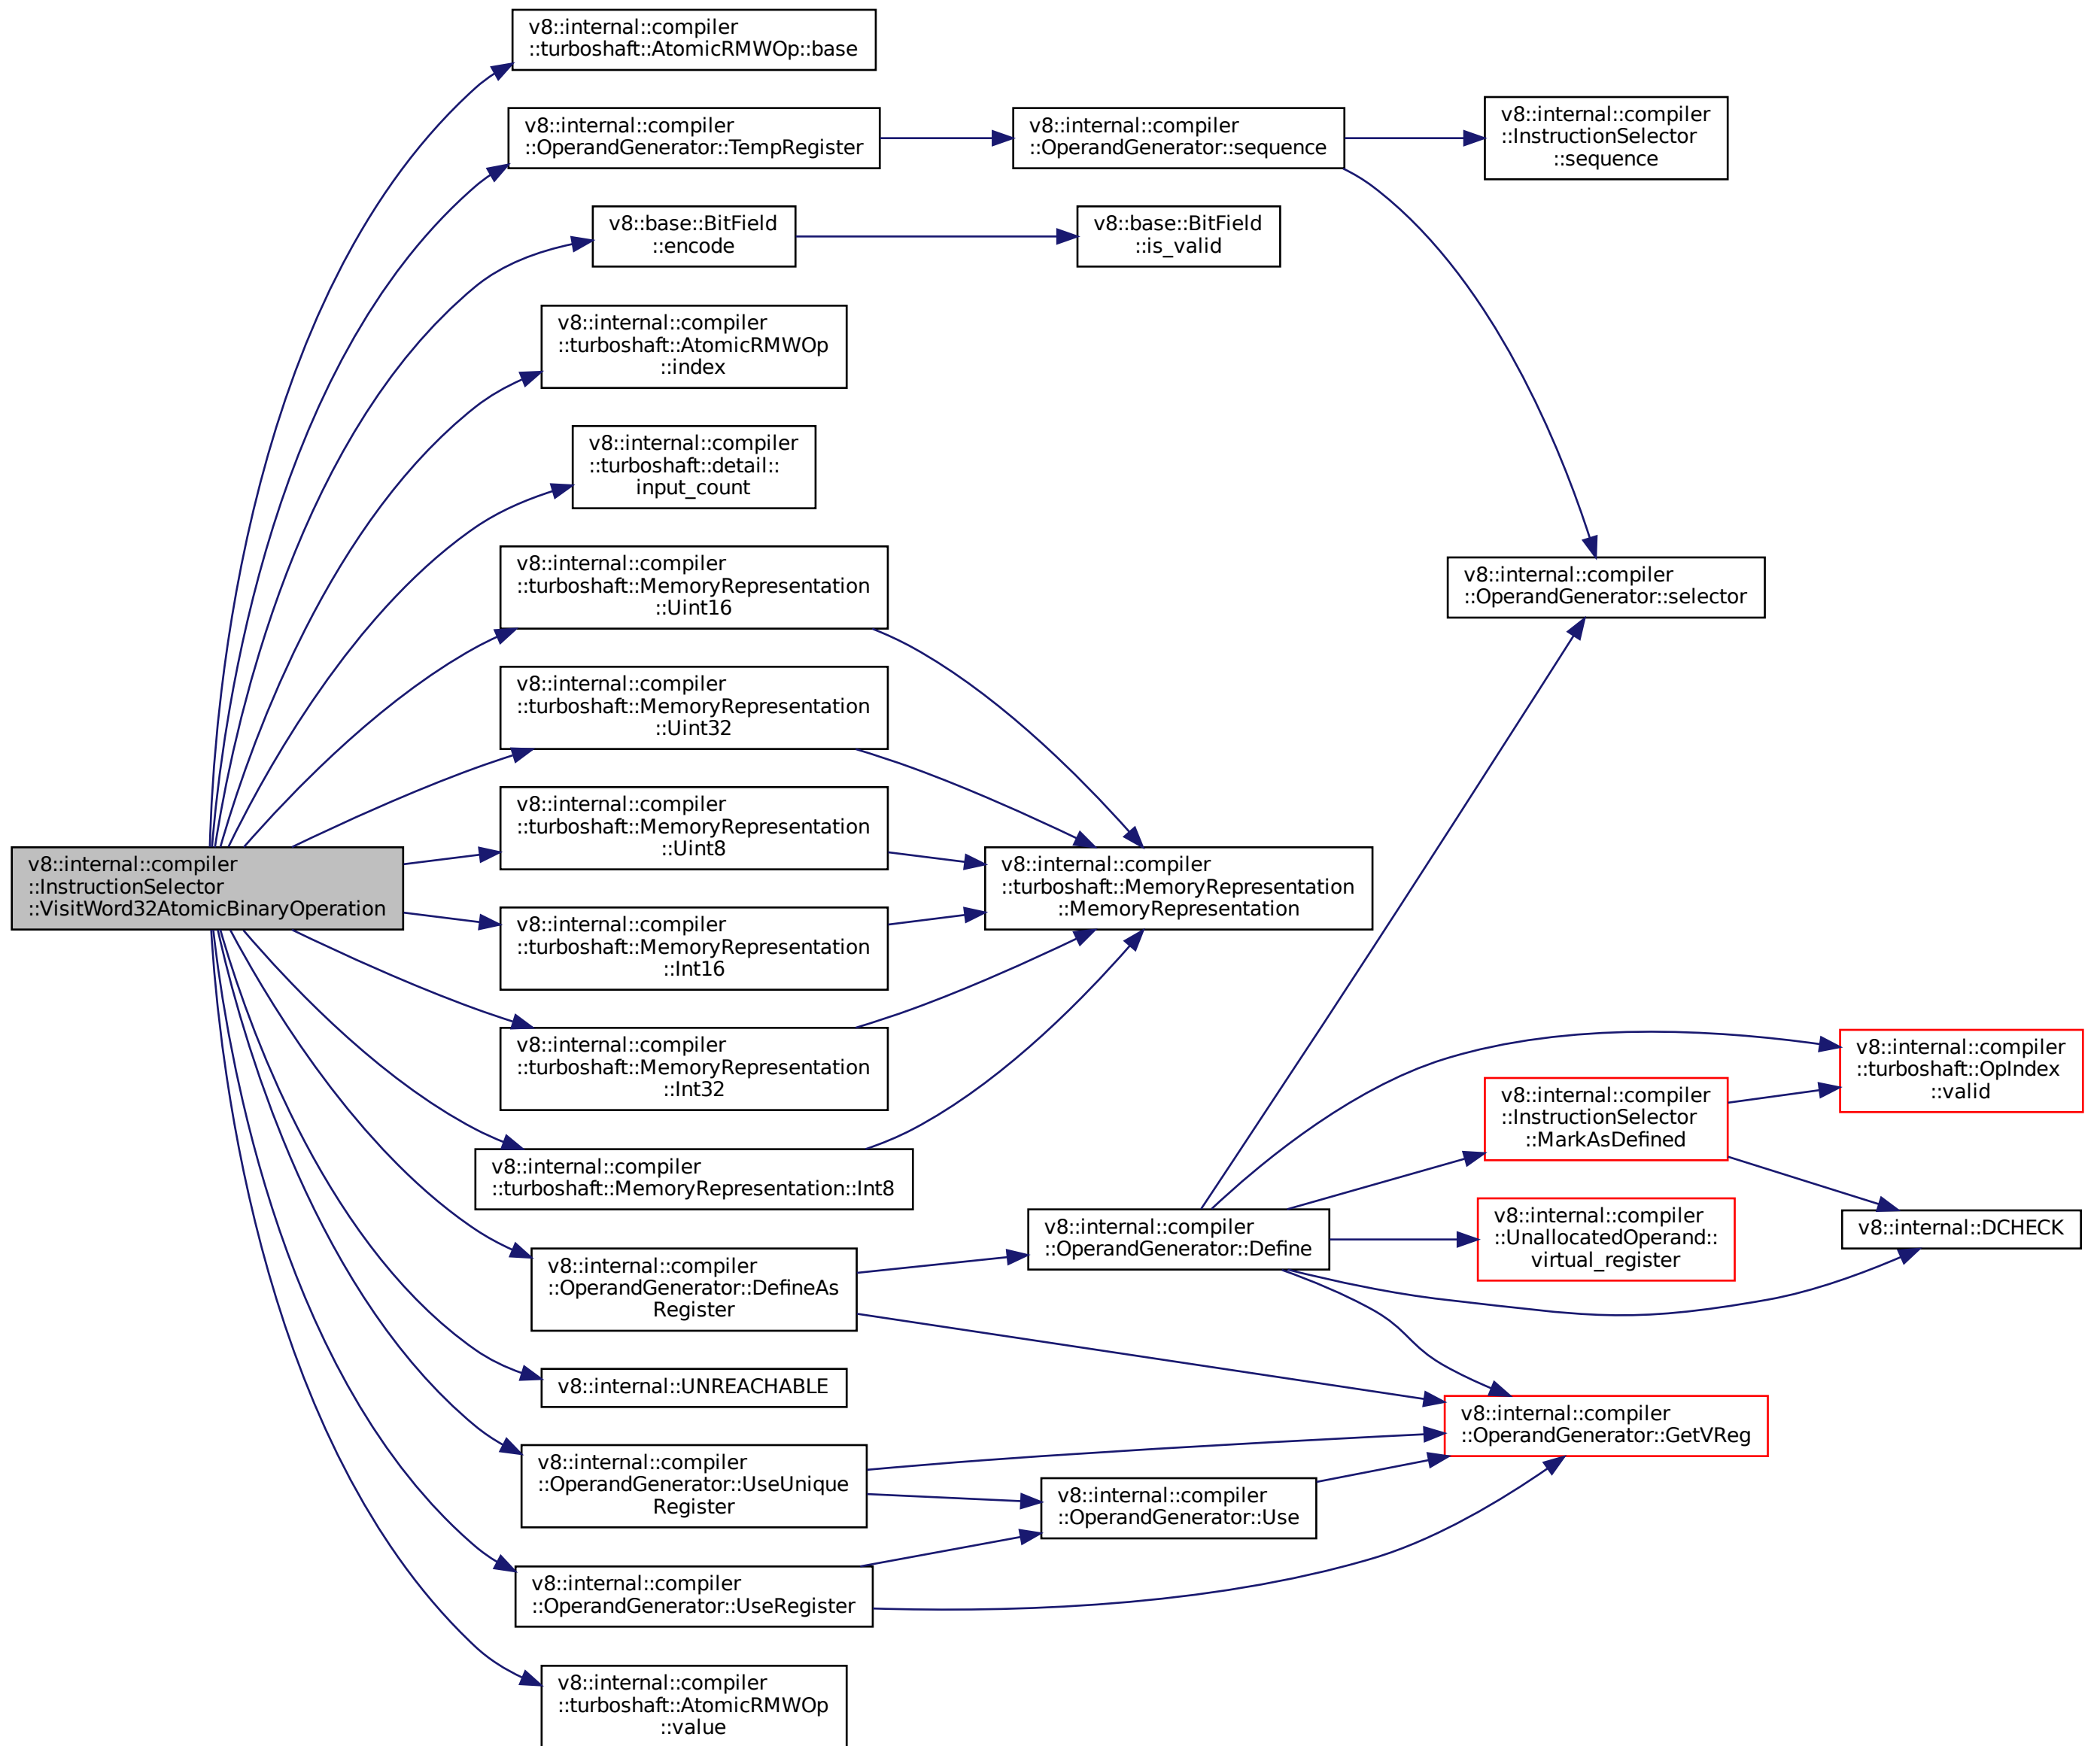 v8::internal::compiler
::turboshaft::AtomicRMWOp::base
v8::internal::compiler
::OperandGenerator::TempRegister
v8::internal::compiler
::OperandGenerator::sequence
v8::internal::compiler
::InstructionSelector
::sequence
v8::base::BitField
::encode
v8::base::BitField
::is_valid
v8::internal::compiler
::turboshaft::AtomicRMWOp
::index
v8::internal::compiler
::turboshaft::detail::
input_count
v8::internal::compiler
::turboshaft::MemoryRepresentation
::Uint16
v8::internal::compiler
::OperandGenerator::selector
v8::internal::compiler
::turboshaft::MemoryRepresentation
::Uint32
v8::internal::compiler
::turboshaft::MemoryRepresentation
::Uint8
v8::internal::compiler
::InstructionSelector
::VisitWord32AtomicBinaryOperation
v8::internal::compiler
::turboshaft::MemoryRepresentation
::MemoryRepresentation
v8::internal::compiler
::turboshaft::MemoryRepresentation
::Int16
v8::internal::compiler
::turboshaft::MemoryRepresentation
::Int32
v8::internal::compiler
::turboshaft::OpIndex
::valid
v8::internal::compiler
::InstructionSelector
::MarkAsDefined
v8::internal::compiler
::turboshaft::MemoryRepresentation::Int8
v8::internal::compiler
::OperandGenerator::Define
v8::internal::compiler
::UnallocatedOperand::
virtual_register
v8::internal::DCHECK
v8::internal::compiler
::OperandGenerator::DefineAs
Register
v8::internal::UNREACHABLE
v8::internal::compiler
::OperandGenerator::GetVReg
v8::internal::compiler
::OperandGenerator::UseUnique
Register
v8::internal::compiler
::OperandGenerator::Use
v8::internal::compiler
::OperandGenerator::UseRegister
v8::internal::compiler
::turboshaft::AtomicRMWOp
::value